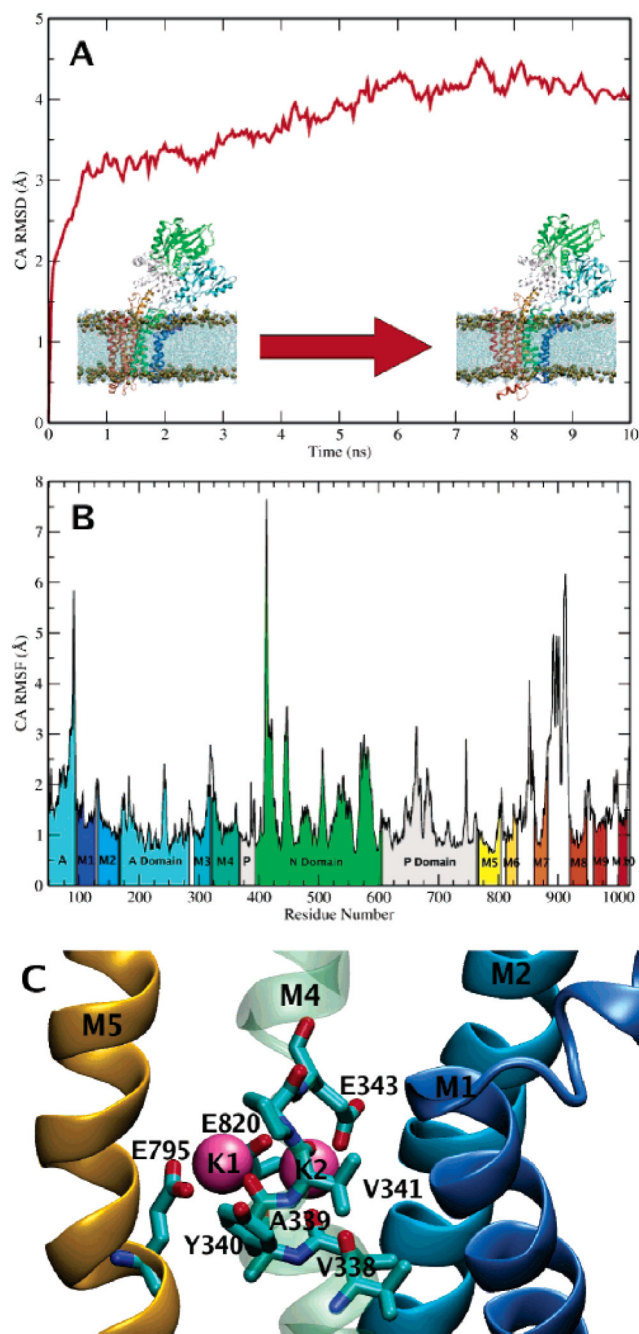 A
CA RMSD (Å)
5
4
3
2
1
0
0 1 2 3 4 5 6 7 8 9 10
Time (ns)
B
CA RMSF (Å)
8
7
6
5
4
3
2
1
0
A M1 M2 A Domain M3 M4 P N Domain P Domain M5 M6 M7 M8 M9 M10
100 200 300 400 500 600 700 800 900 1000
Residue Number
C
M5
M4
M2
M1
E343
E820
E795
K1
K2
V341
A339
Y340
V338